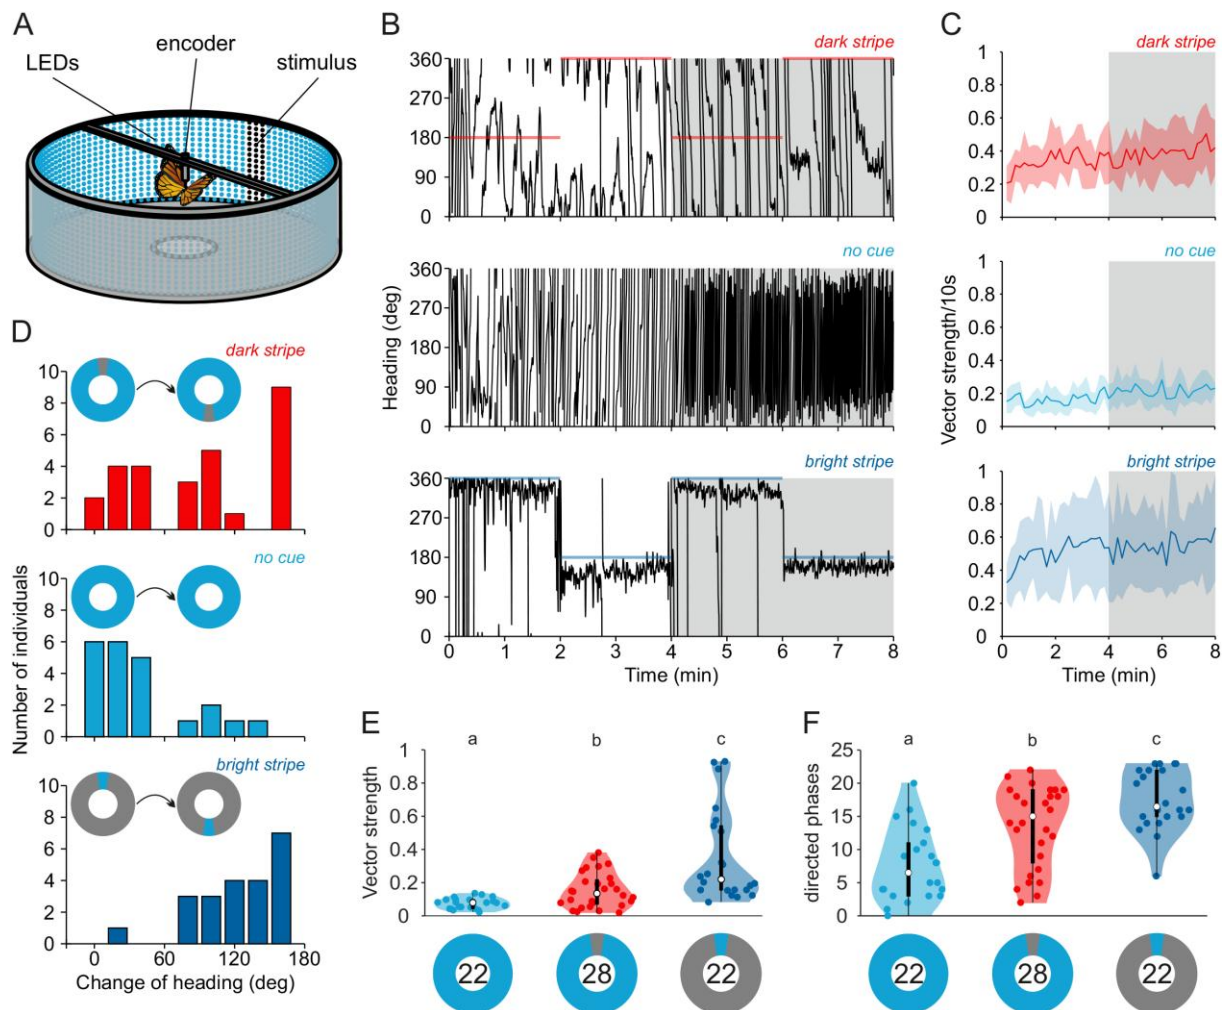 A
encoder
LEDs
stimulus
B
dark stripe
360
270
180
90
0
no cue
360
270
180
90
0
Heading (deg)
bright stripe
360
270
180
90
0
0 1 2 3 4 5 6 7 8
Time (min)
C
dark stripe
1
0.8
0.6
0.4
0.2
0
no cue
1
0.8
0.6
0.4
0.2
0
Vector strength/10s
bright stripe
1
0.8
0.6
0.4
0.2
0
0 2 4 6 8
Time (min)
D
dark stripe
10
8
6
4
2
0
no cue
10
8
6
4
2
0
Number of individuals
bright stripe
10
8
6
4
2
0
0 60 120 180
Change of heading (deg)
E
a b c
1
0.8
0.6
0.4
0.2
0
Vector strength
22 28 22
F
a b c
25
20
15
10
5
0
directed phases
22 28 22